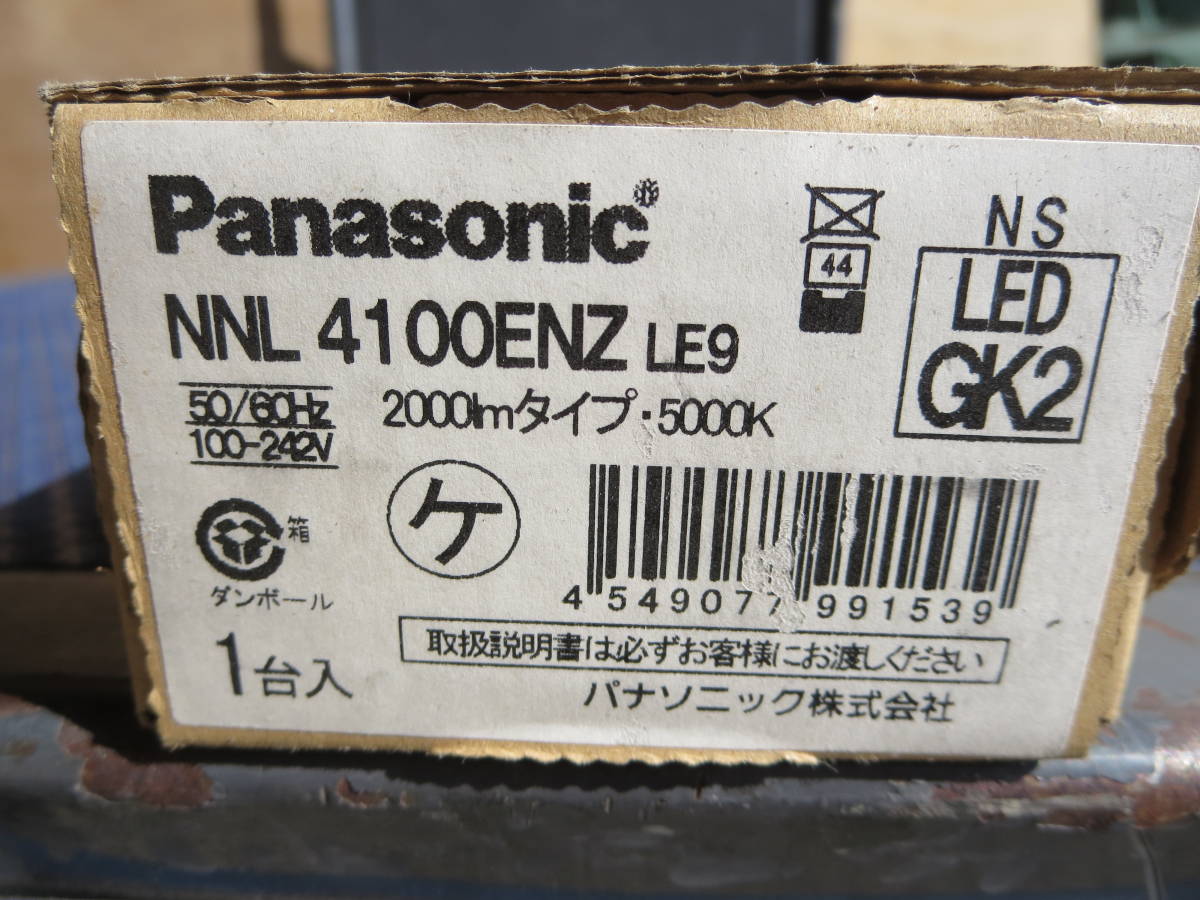 Panasonic®
NNL 4100ENZ LE9
50/60Hz
100-242V
2000lmタイプ・5000K
44
NS
LED
GK2
箱
ダンボール
ケ
4 549077 991539
1台入
取扱説明書は必ずお客様にお渡しください
パナソニック株式会社